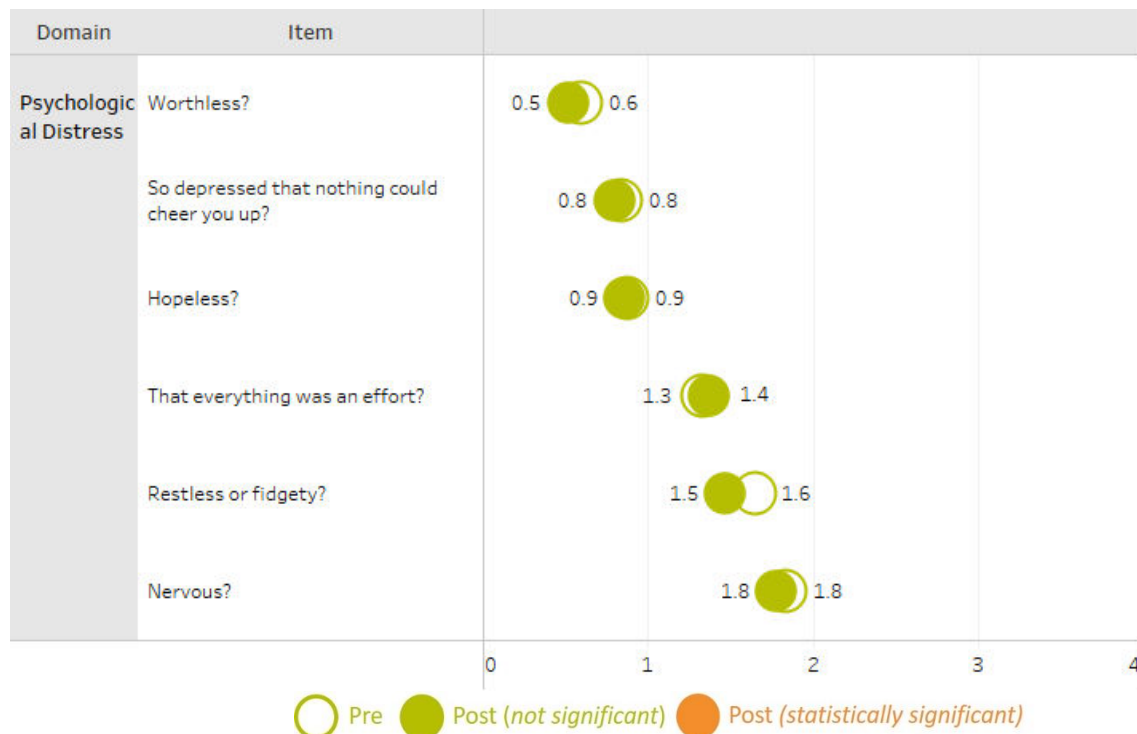 Domain Item
Psychologic
al Distress
Worthless? 0.5 0.6
So depressed that nothing could
cheer you up? 0.8 0.8
Hopeless? 0.9 0.9
That everything was an effort? 1.3 1.4
Restless or fidgety? 1.5 1.6
Nervous? 1.8 1.8
0 1 2 3 4
Pre Post (not significant) Post (statistically significant)